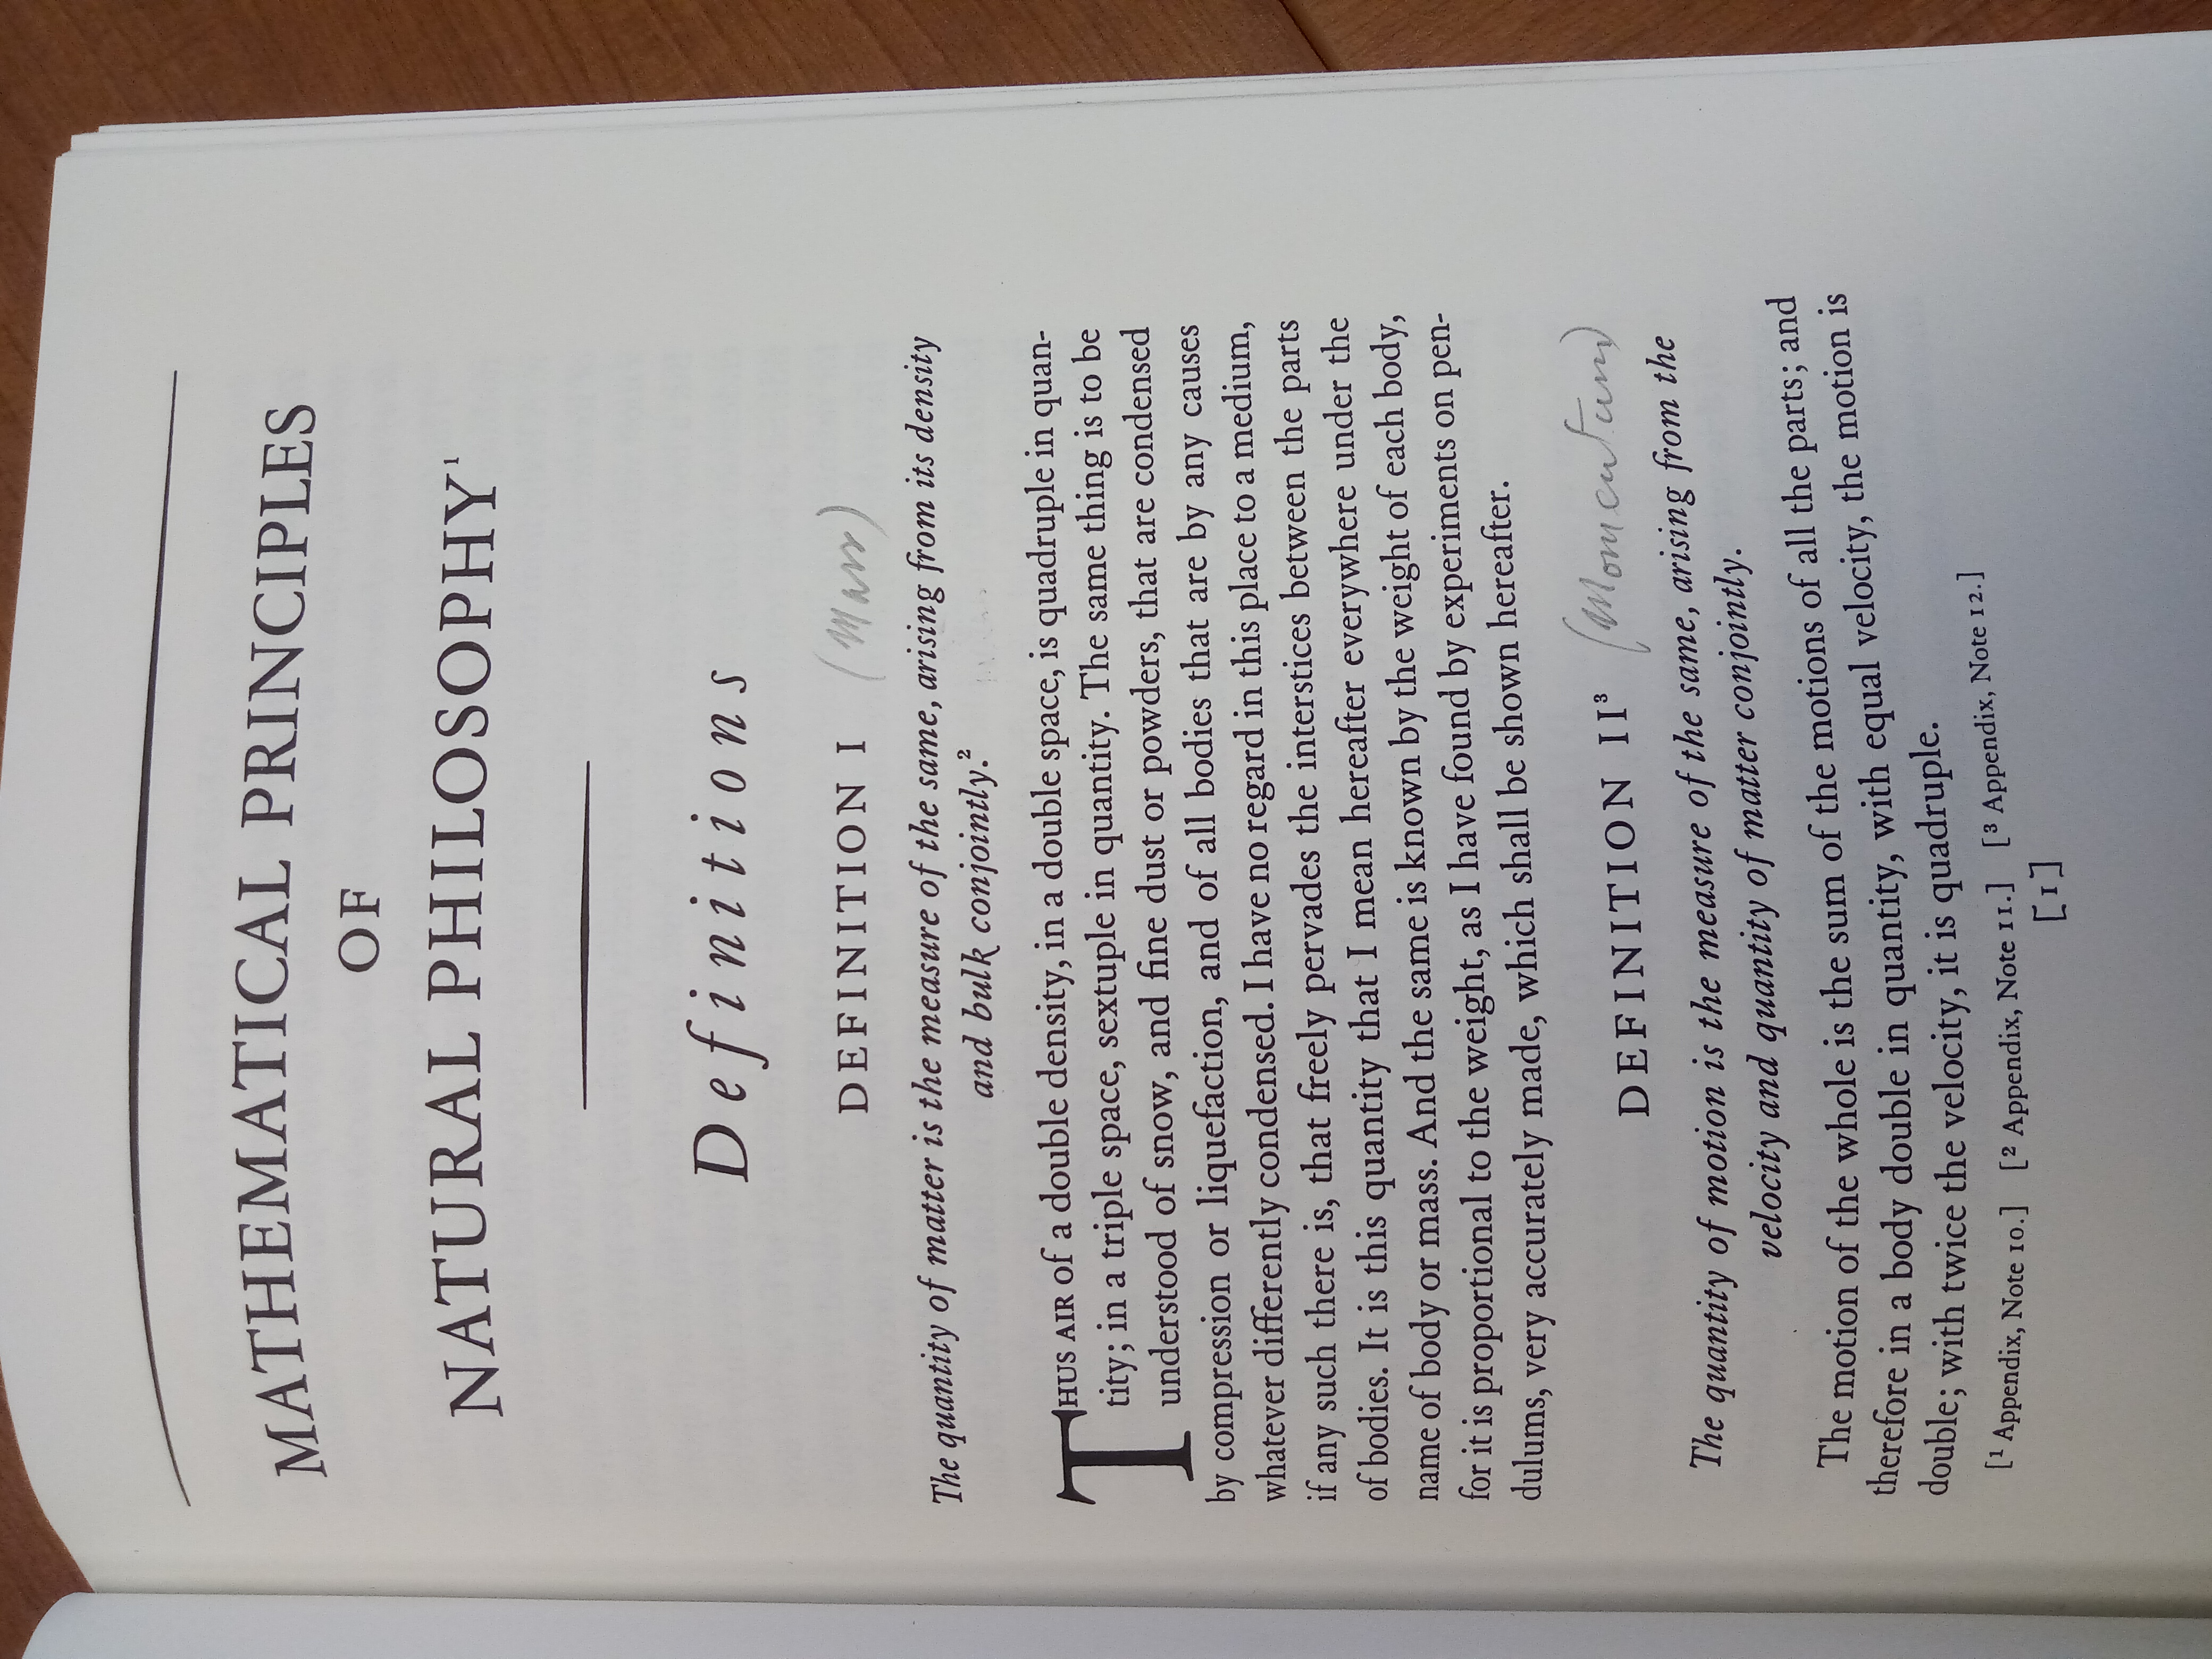 MATHEMATICAL PRINCIPLES
OF
NATURAL PHILOSOPHY¹
Definitions
DEFINITION I (Mass)
The quantity of matter is the measure of the same, arising from its density
and bulk conjointly.²
THUS AIR of a double density, in a double space, is quadruple in quan-
tity; in a triple space, sextuple in quantity. The same thing is to be
understood of snow, and fine dust or powders, that are condensed
by compression or liquefaction, and of all bodies that are by any causes
whatever differently condensed. I have no regard in this place to a medium,
if any such there is, that freely pervades the interstices between the parts
of bodies. It is this quantity that I mean hereafter everywhere under the
name of body or mass. And the same is known by the weight of each body,
for it is proportional to the weight, as I have found by experiments on pen-
dulums, very accurately made, which shall be shown hereafter.
DEFINITION II³ (Momentum)
The quantity of motion is the measure of the same, arising from the
velocity and quantity of matter conjointly.
The motion of the whole is the sum of the motions of all the parts; and
therefore in a body double in quantity, with equal velocity, the motion is
double; with twice the velocity, it is quadruple.
[¹ Appendix, Note 10.] [² Appendix, Note 11.] [³ Appendix, Note 12.]
[1]